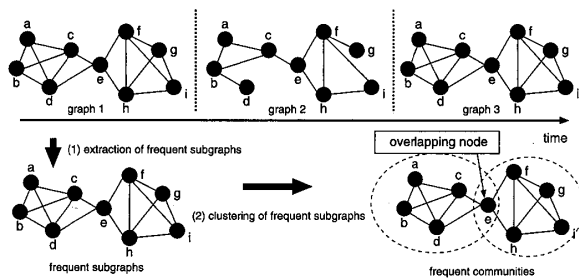 a c e b d f g h i
graph 1
a c e b d f g h i
graph 2
a c e b d f g h i
graph 3
time
(1) extraction of frequent subgraphs
overlapping node
a c e b d f g h i
(2) clustering of frequent subgraphs
a c e b d f g h i
frequent subgraphs
frequent communities